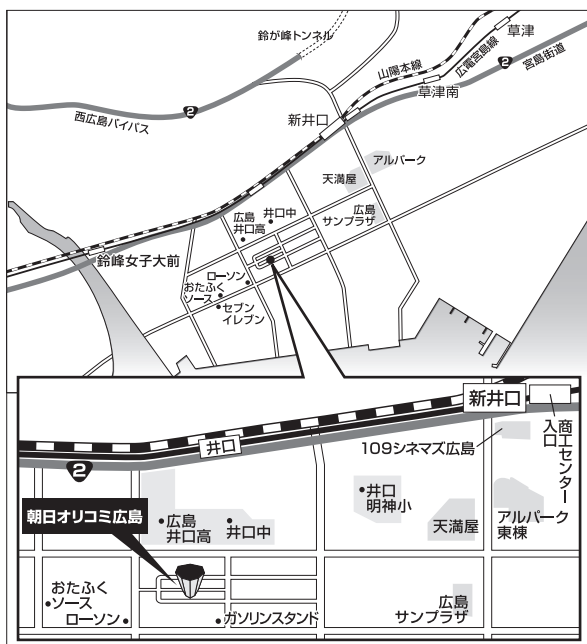 鈴が峰トンネル
草津
広電宮島線
2
宮島街道
山陽本線
草津南
2
西広島バイパス
新井口
アルパーク
天満屋
広島
井口高
井口中
広島
サンプラザ
鈴峰女子大前
ローソン
おたふく
ソース
セブン
イレブン
新井口
井口
商工センター
入口
109シネマズ広島
2
井口
明神小
朝日オリコミ広島
広島
井口高
井口中
天満屋
アルパーク
東棟
おたふく
ソース
ローソン
ガソリンスタンド
広島
サンプラザ